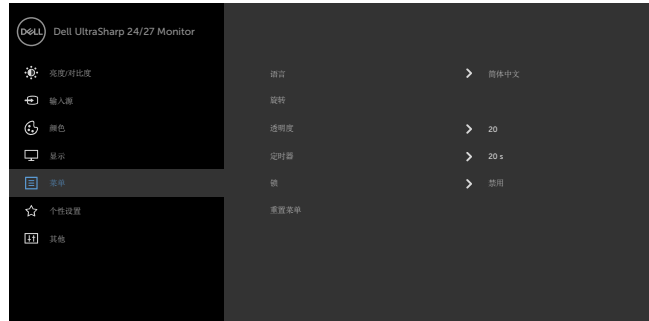 DELL Dell UltraSharp 24/27 Monitor
亮度/对比度
输入源
颜色
显示
菜单
个性设置
其他
语言 简体中文
旋转
透明度 20
定时器 20 s
锁 禁用
重置菜单